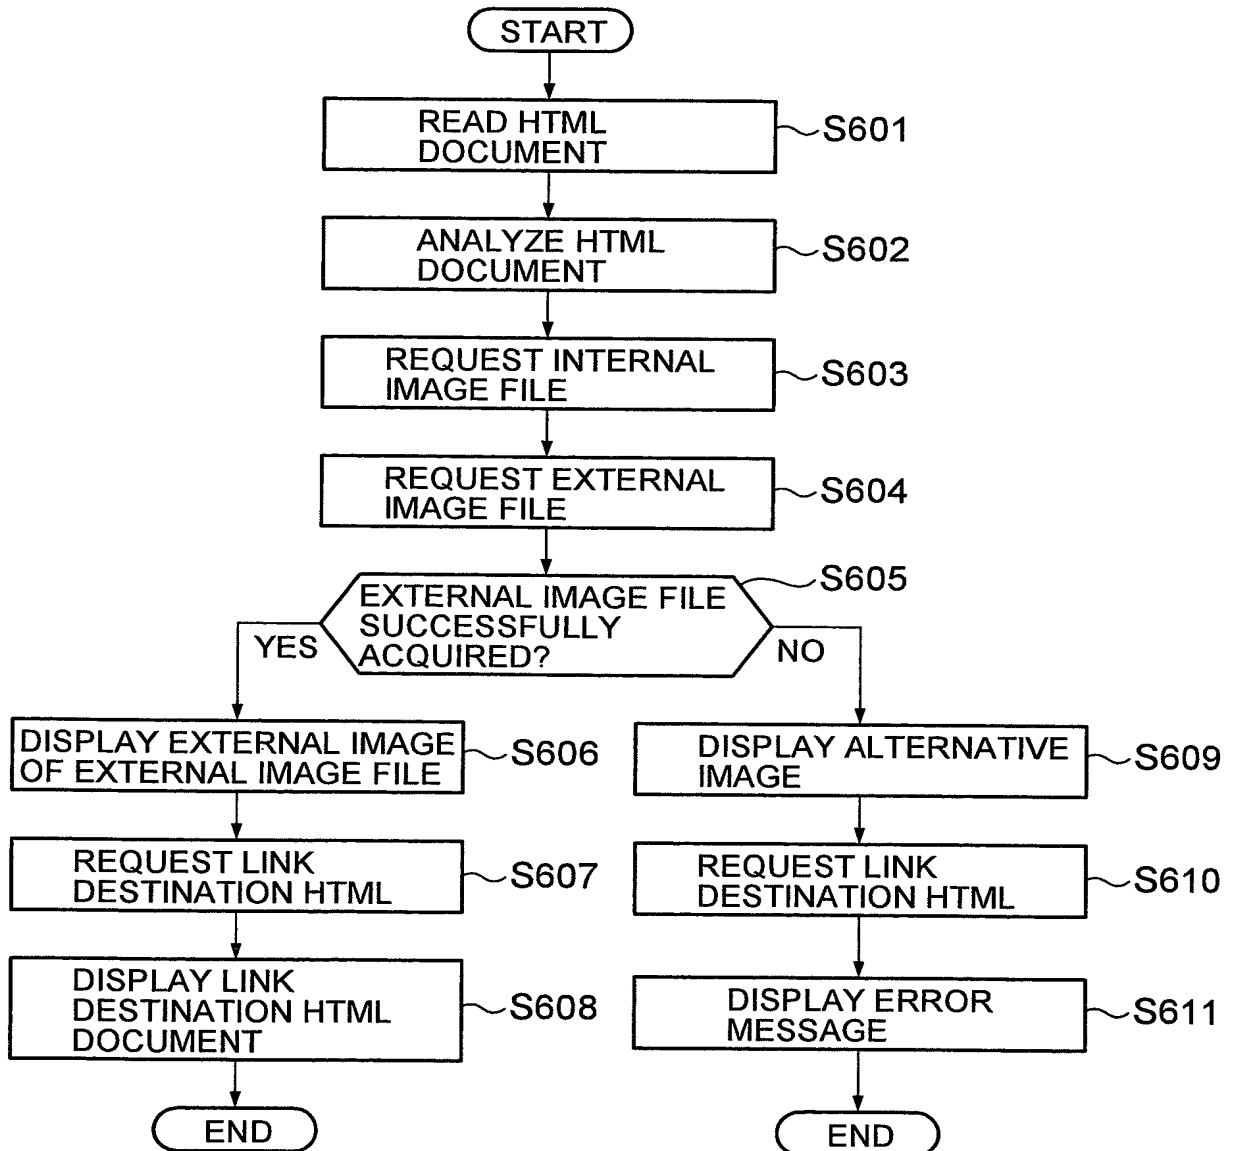 START
READ HTML
DOCUMENT
S601
ANALYZE HTML
DOCUMENT
S602
REQUEST INTERNAL
IMAGE FILE
S603
REQUEST EXTERNAL
IMAGE FILE
S604
EXTERNAL IMAGE FILE
SUCCESSFULLY
ACQUIRED?
S605
YES
NO
DISPLAY EXTERNAL IMAGE
OF EXTERNAL IMAGE FILE
S606
REQUEST LINK
DESTINATION HTML
S607
DISPLAY LINK
DESTINATION HTML
DOCUMENT
S608
END
DISPLAY ALTERNATIVE
IMAGE
S609
REQUEST LINK
DESTINATION HTML
S610
DISPLAY ERROR
MESSAGE
S611
END